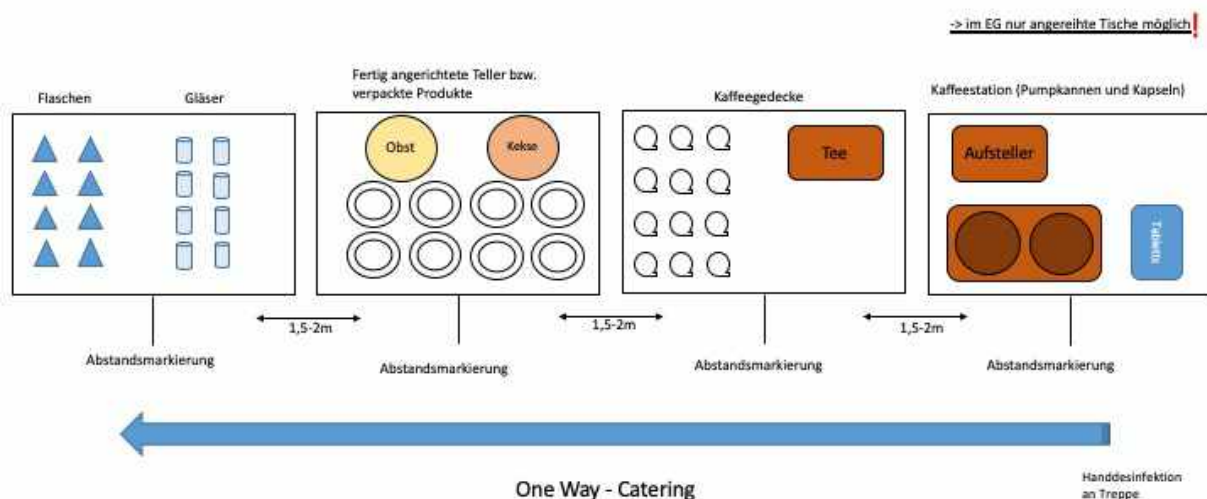 -> im EG nur angereihte Tische möglich!
Fertig angerichtete Teller bzw.
verpackte Produkte
Flaschen
Gläser
Kaffeegedecke
Kaffeestation (Pumpkannen und Kapseln)
Obst
Kekse
Tee
Aufsteller
Tabletts
1,5-2m
1,5-2m
1,5-2m
Abstandsmarkierung
Abstandsmarkierung
Abstandsmarkierung
Abstandsmarkierung
One Way - Catering
Handdesinfektion
an Treppe